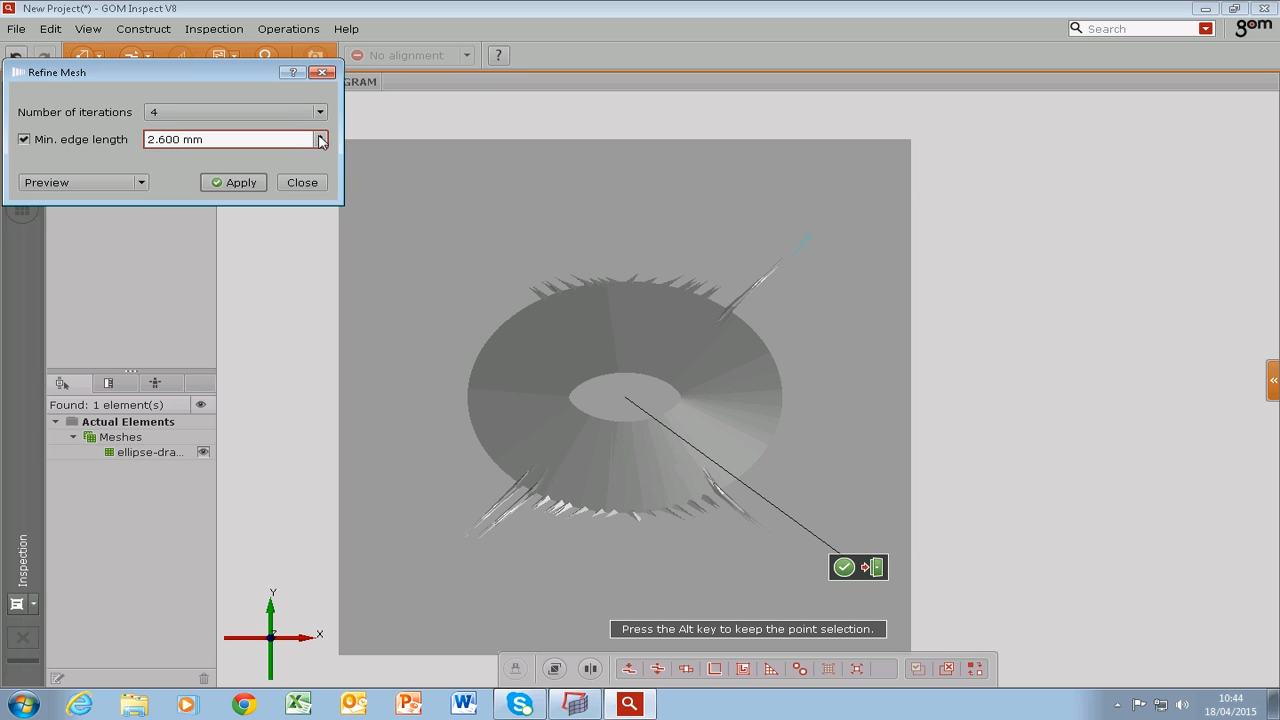 New Project(*) - GOM Inspect V8
File Edit View Construct Inspection Operations Help
Search
gom
No alignment
?
Refine Mesh
?
GRAM
Number of iterations 4
Min. edge length 2.600 mm
Preview Apply Close
Found: 1 element(s)
Actual Elements
Meshes
ellipse-dra...
Inspection
Y
X
Z
Press the Alt key to keep the point selection.
10:44
18/04/2015